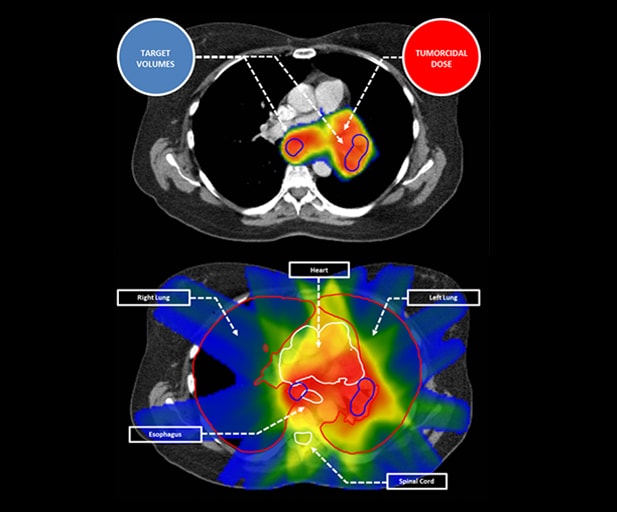 TARGET
VOLUMES
TUMORCIDAL
DOSE
Heart
Right Lung
Left Lung
Esophagus
Spinal Cord